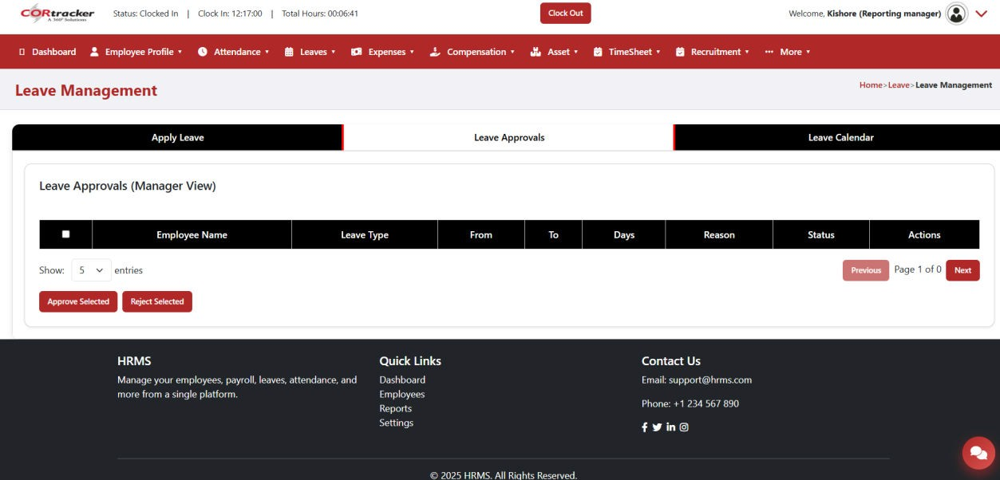 CORtracker
A 360° Solutions
Status: Clocked In | Clock In: 12:17:00 | Total Hours: 00:06:41
Clock Out
Welcome, Kishore (Reporting manager)
Dashboard Employee Profile Attendance Leaves Expenses Compensation Asset TimeSheet Recruitment More
Leave Management
Home>Leave>Leave Management
Apply Leave Leave Approvals Leave Calendar
Leave Approvals (Manager View)
Employee Name Leave Type From To Days Reason Status Actions
Show: 5 entries
Previous Page 1 of 0 Next
Approve Selected Reject Selected
HRMS
Manage your employees, payroll, leaves, attendance, and
more from a single platform.
Quick Links
Dashboard
Employees
Reports
Settings
Contact Us
Email: support@hrms.com
Phone: +1 234 567 890
© 2025 HRMS. All Rights Reserved.